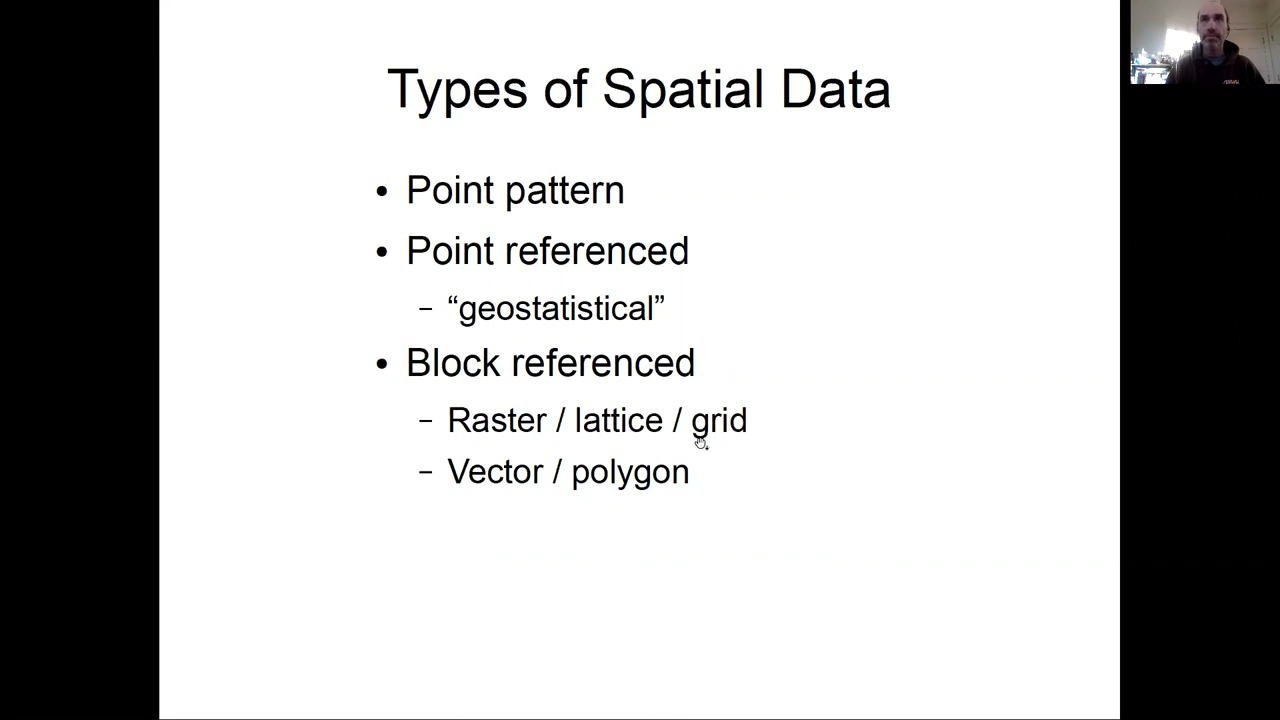 Types of Spatial Data
• Point pattern
• Point referenced
– “geostatistical”
• Block referenced
– Raster / lattice / grid
– Vector / polygon